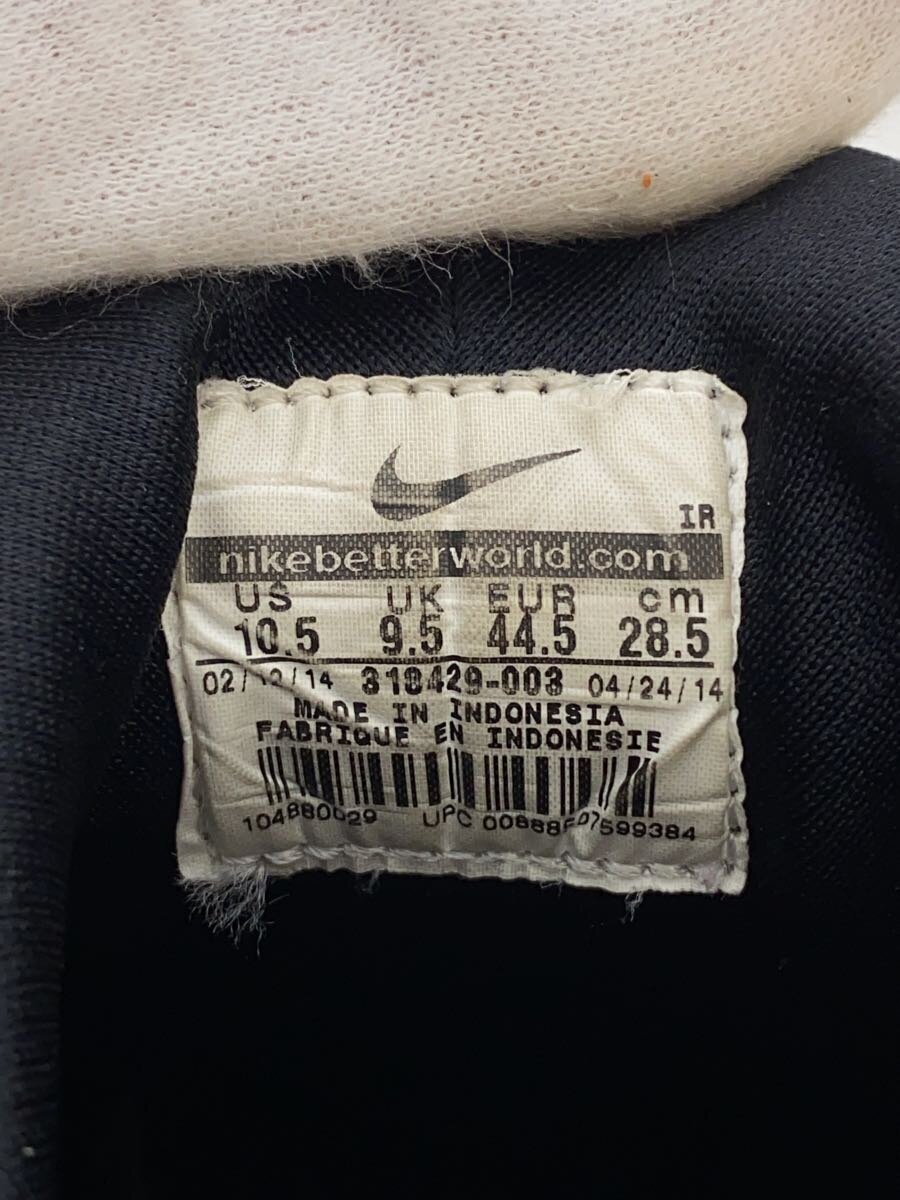 IR
nikebetterworld.com
US UK EUR cm
10.5 9.5 44.5 28.5
318429-003 04/24/14
MADE IN INDONESIA
FABRIQUE EN INDONESIE
UPC